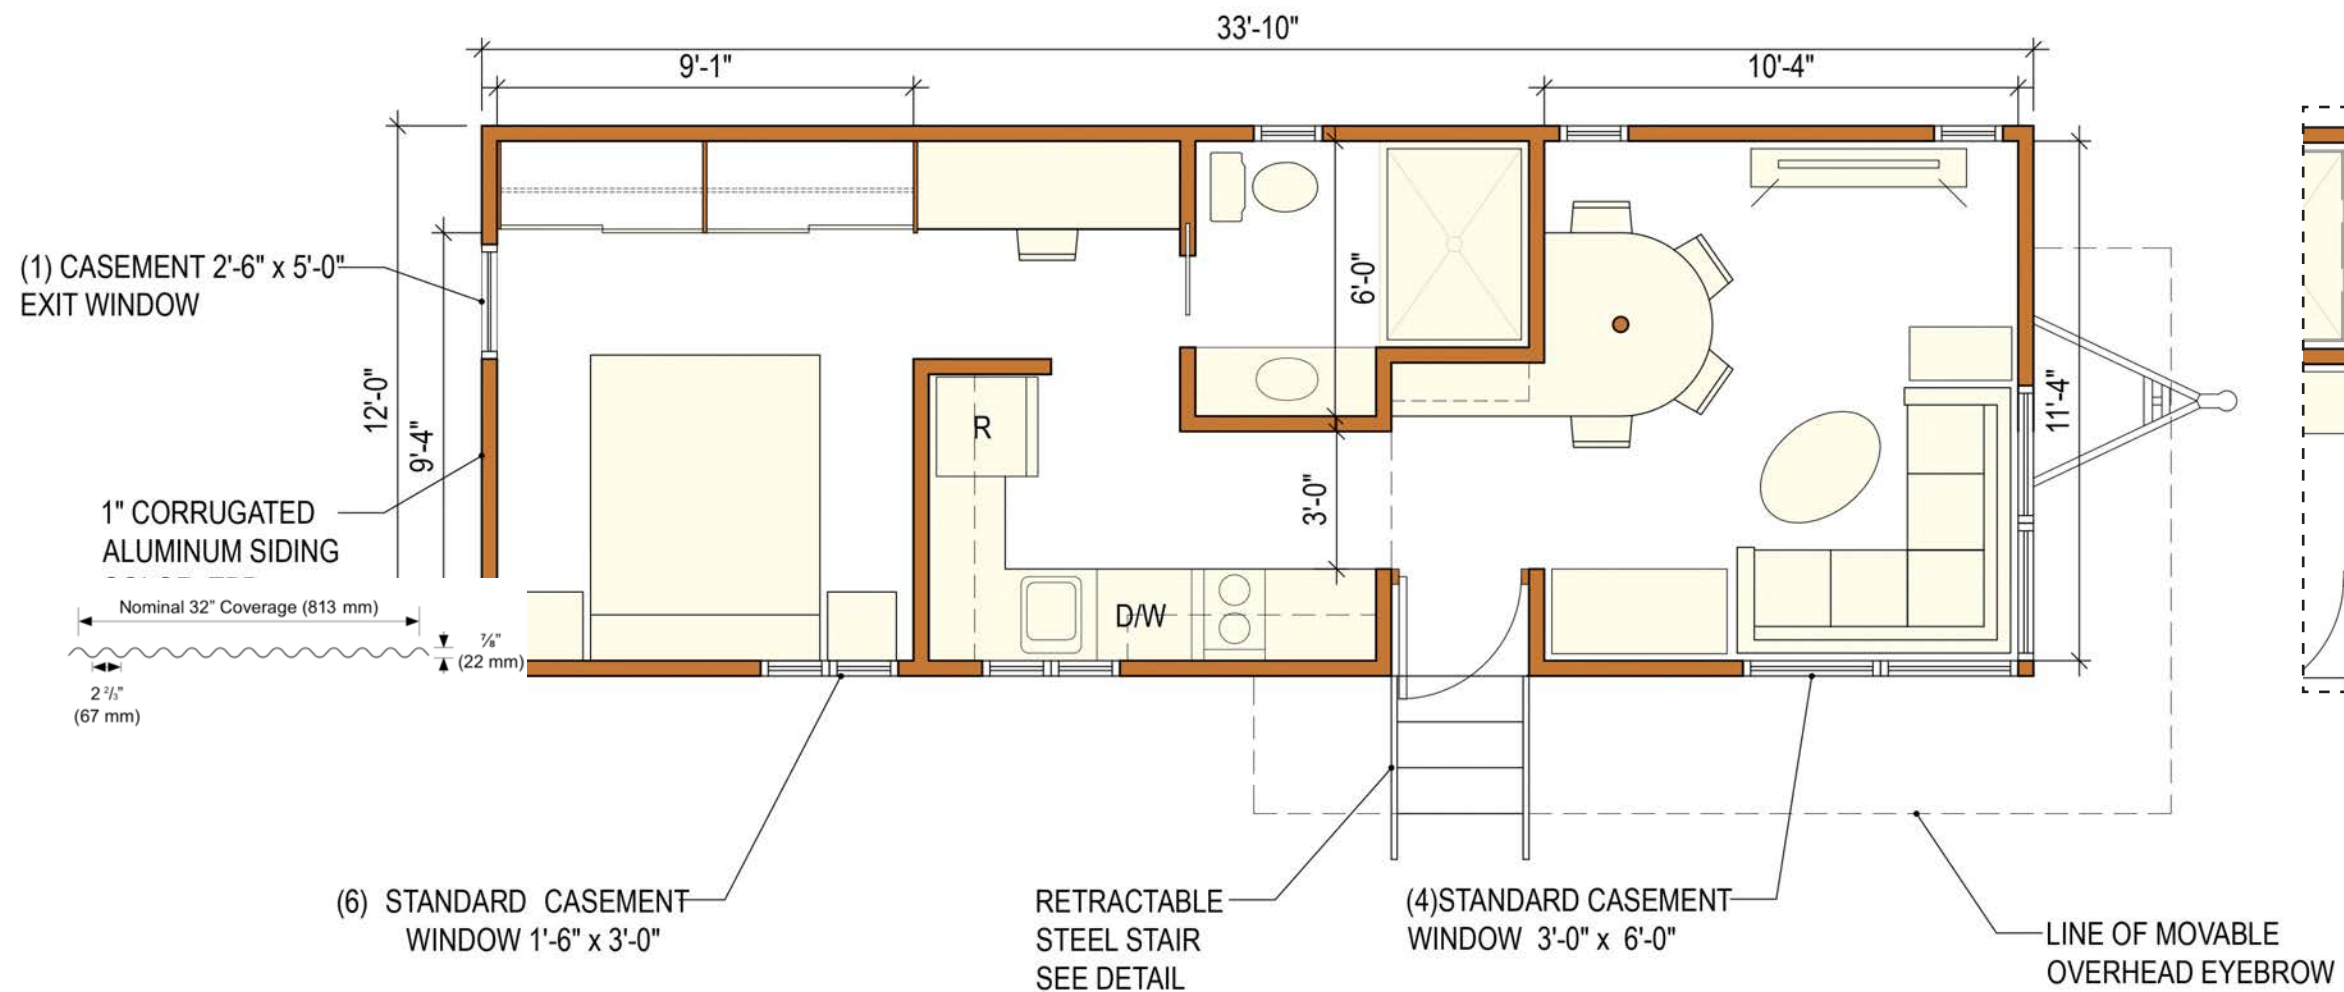 33'-10"
9'-1"
10'-4"
(1) CASEMENT 2'-6" x 5'-0"
EXIT WINDOW
12'-0"
9'-4"
6'-0"
11'-4"
R
3'-0"
1" CORRUGATED
ALUMINUM SIDING
Nominal 32” Coverage (813 mm)
⅞”
(22 mm)
2 ²/₃”
(67 mm)
D/W
(6) STANDARD CASEMENT
WINDOW 1'-6" x 3'-0"
RETRACTABLE
STEEL STAIR
SEE DETAIL
(4)STANDARD CASEMENT
WINDOW 3'-0" x 6'-0"
LINE OF MOVABLE
OVERHEAD EYEBROW